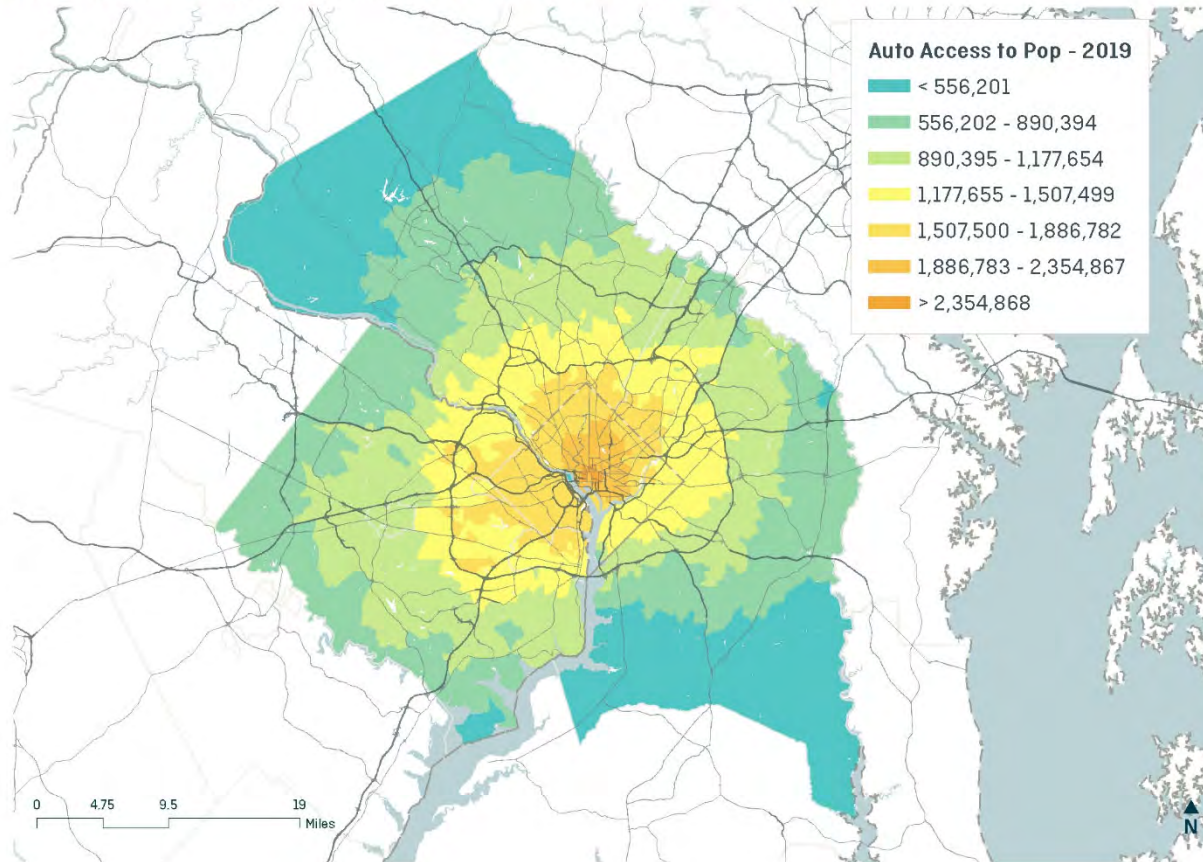 Auto Access to Pop - 2019
< 556,201
556,202 - 890,394
890,395 - 1,177,654
1,177,655 - 1,507,499
1,507,500 - 1,886,782
1,886,783 - 2,354,867
> 2,354,868
0 4.75 9.5 19
Miles
N